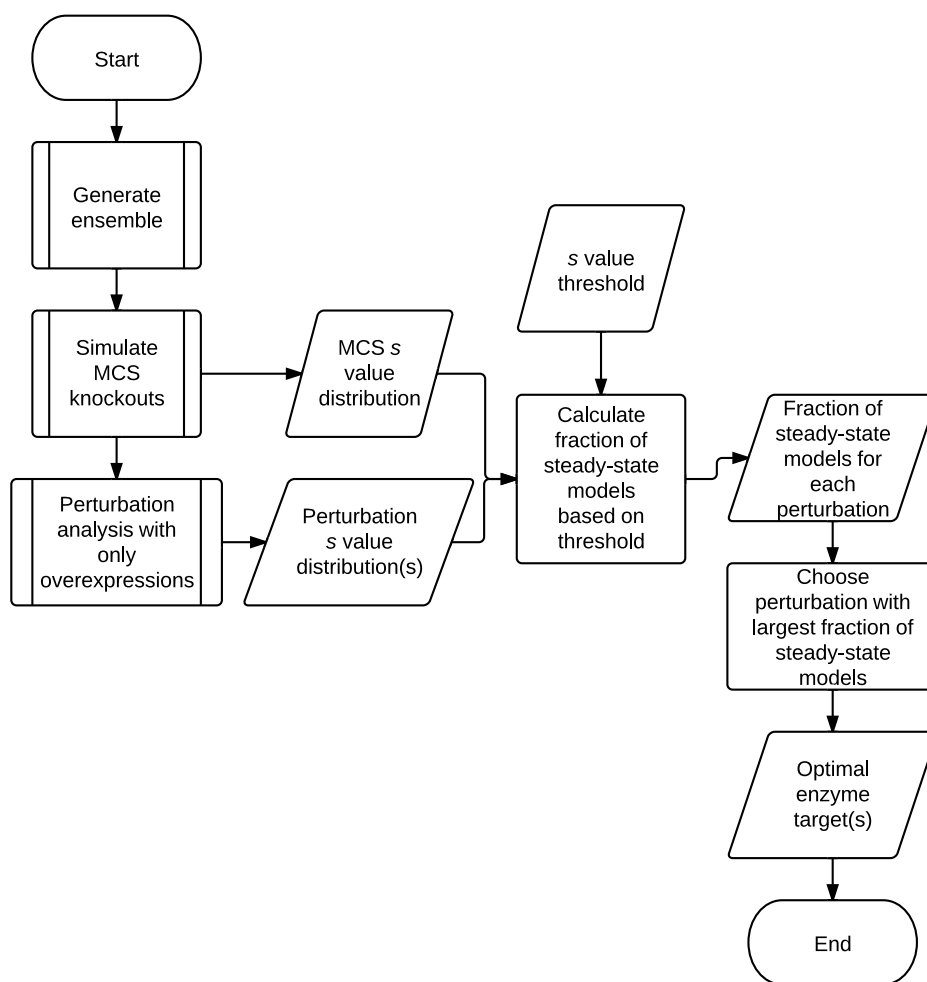 Start
Generate
ensemble
Simulate
MCS
knockouts
Perturbation
analysis with
only
overexpressions
MCS s
value
distribution
Perturbation
s value
distribution(s)
s value
threshold
Calculate
fraction of
steady-state
models
based on
threshold
Fraction of
steady-state
models for
each
perturbation
Choose
perturbation with
largest fraction of
steady-state
models
Optimal
enzyme
target(s)
End